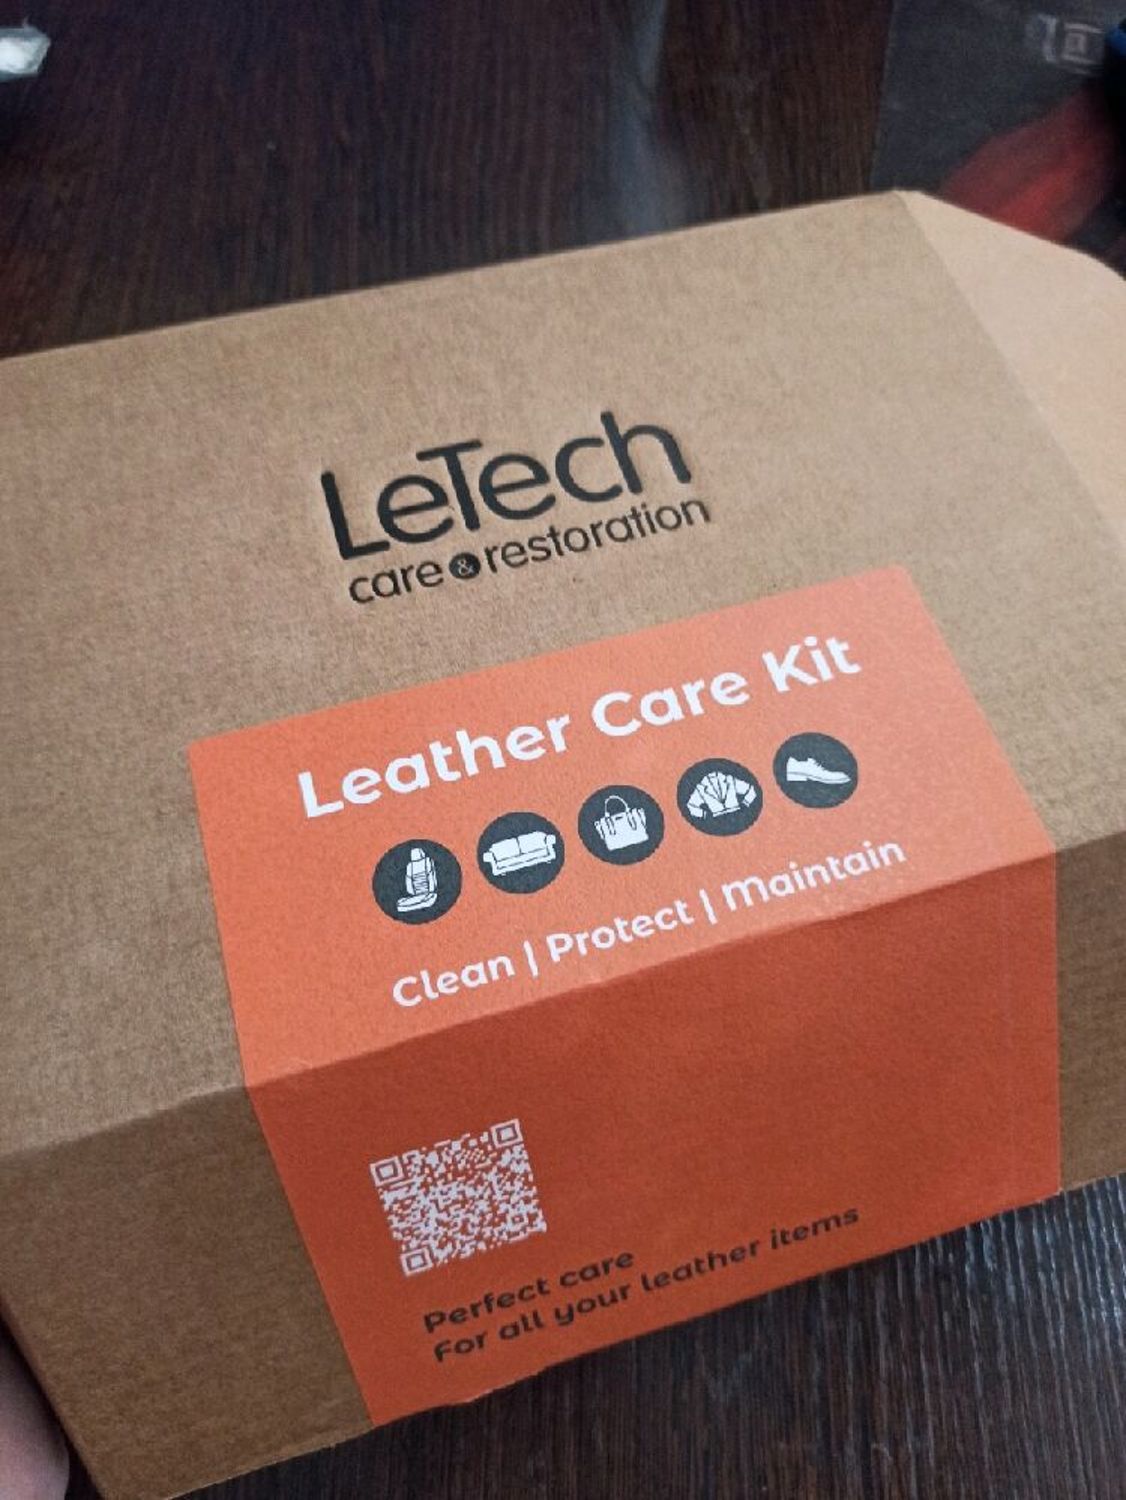 LeTech
care & restoration
Leather Care Kit
Clean | Protect | Maintain
Perfect care
For all your leather items